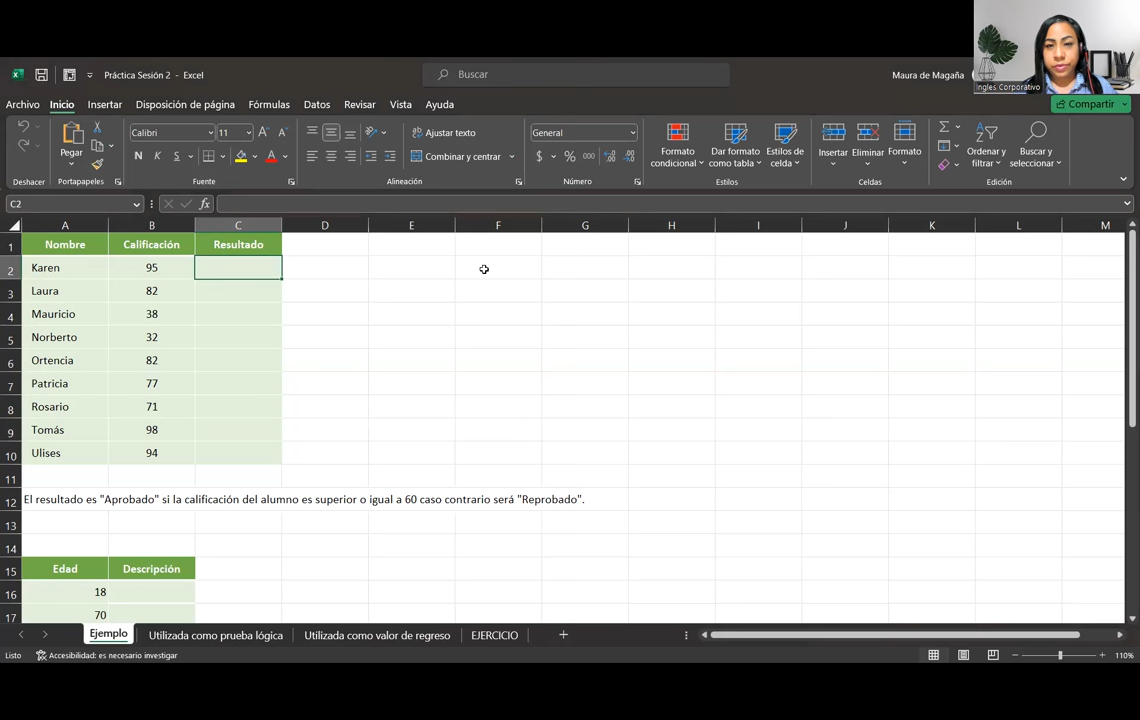 Ingles Corporativo
Práctica Sesión 2 - Excel
Buscar
Maura de Magaña
Archivo Inicio Insertar Disposición de página Fórmulas Datos Revisar Vista Ayuda
Compartir
Pegar
Calibri 11
Ajustar texto
General
Combinar y centrar
N K S A
$ % 000
Formato condicional
Dar formato como tabla
Estilos de celda
Insertar Eliminar Formato
Ordenar y filtrar
Buscar y seleccionar
Deshacer Portapapeles Fuente Alineación Número Estilos Celdas Edición
C2 fx
A B C D E F G H I J K L M
1 Nombre Calificación Resultado
2 Karen 95
3 Laura 82
4 Mauricio 38
5 Norberto 32
6 Ortencia 82
7 Patricia 77
8 Rosario 71
9 Tomás 98
10 Ulises 94
11
12 El resultado es "Aprobado" si la calificación del alumno es superior o igual a 60 caso contrario será "Reprobado".
13
14
15 Edad Descripción
16 18
17 70
Ejemplo Utilizada como prueba lógica Utilizada como valor de regreso EJERCICIO
Listo Accesibilidad: es necesario investigar 110%